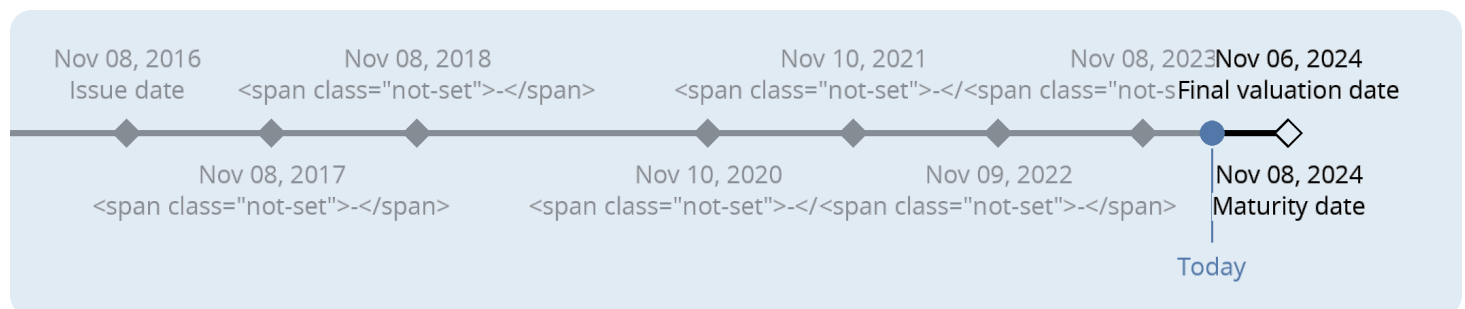 Nov 08, 2016
Issue date
Nov 08, 2018
<span class="not-set">-</span>
Nov 10, 2021
<span class="not-set">-</
Nov 08, 2023
<span class="not-s
Nov 06, 2024
Final valuation date
Nov 08, 2017
<span class="not-set">-</span>
Nov 10, 2020
<span class="not-set">-</
Nov 09, 2022
<span class="not-set">-</span>
Nov 08, 2024
Maturity date
Today